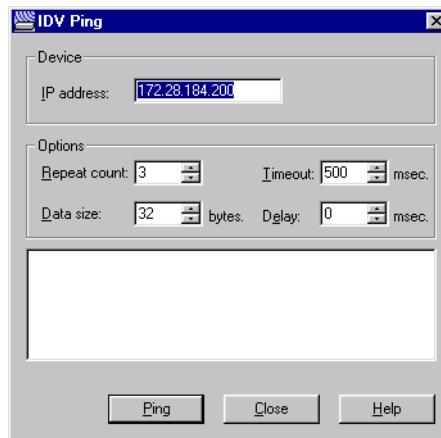 IDV Ping
Device
IP address: 172.28.184.200
Options
Repeat count: 3 Timeout: 500 msec.
Data size: 32 bytes. Delay: 0 msec.
Ping Close Help